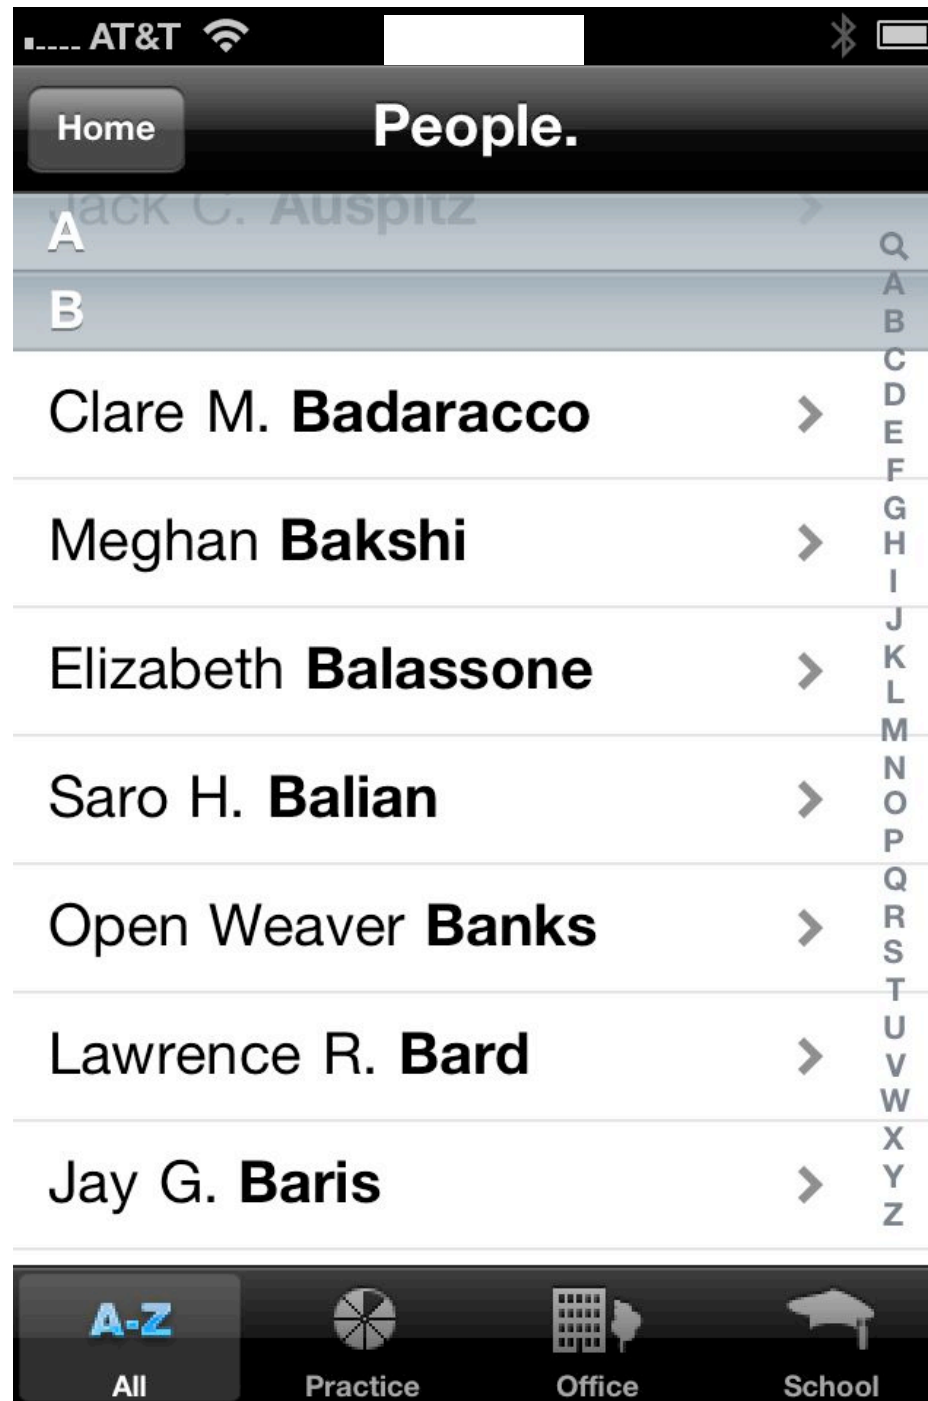 AT&T
Home
People.
Jack C. Auspitz
A
B
Clare M. Badaracco
Meghan Bakshi
Elizabeth Balassone
Saro H. Balian
Open Weaver Banks
Lawrence R. Bard
Jay G. Baris
A
B
C
D
E
F
G
H
I
J
K
L
M
N
O
P
Q
R
S
T
U
V
W
X
Y
Z
A-Z
All
Practice
Office
School